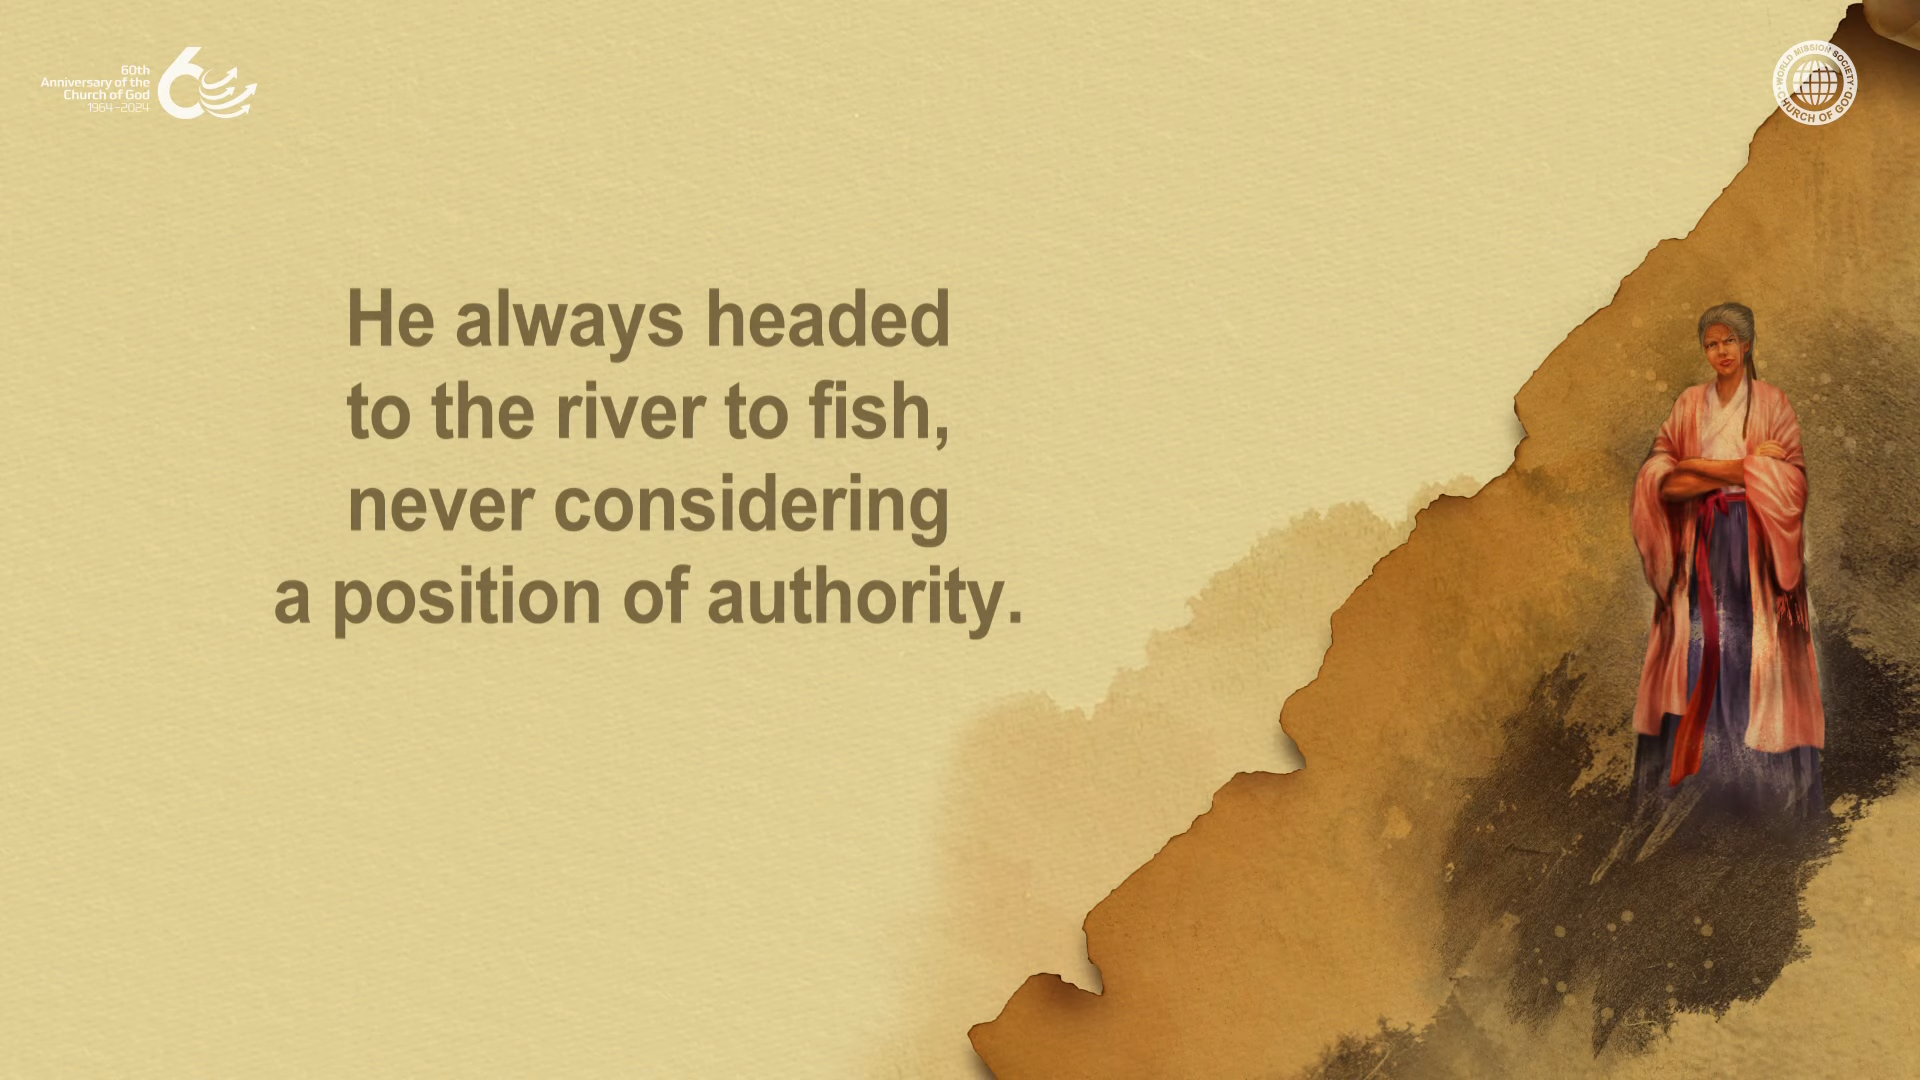 60th
Anniversary of the
Church of God
1964-2024
WORLD MISSION SOCIETY
CHURCH OF GOD
He always headed
to the river to fish,
never considering
a position of authority.